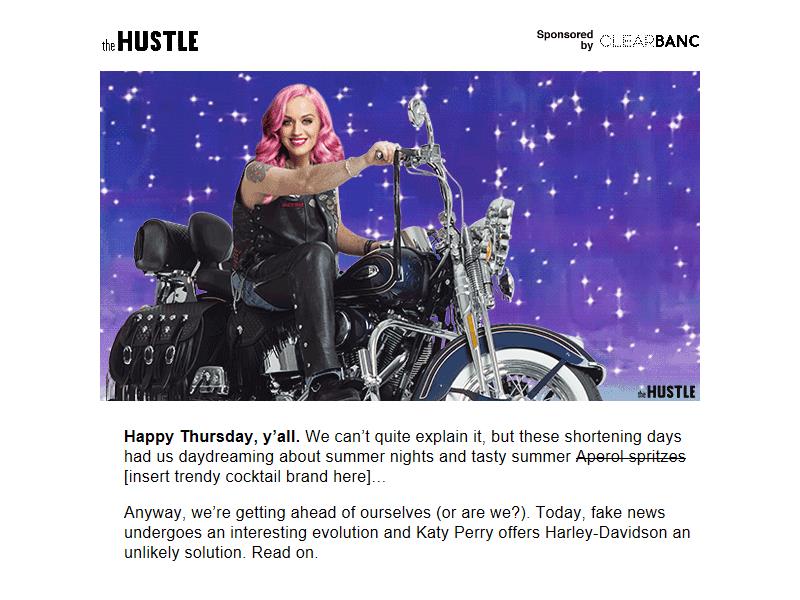 the HUSTLE
Sponsored
by CLEARBANC
the HUSTLE
Happy Thursday, y’all. We can’t quite explain it, but these shortening days
had us daydreaming about summer nights and tasty summer Aperol spritzes
[insert trendy cocktail brand here]…
Anyway, we’re getting ahead of ourselves (or are we?). Today, fake news
undergoes an interesting evolution and Katy Perry offers Harley-Davidson an
unlikely solution. Read on.